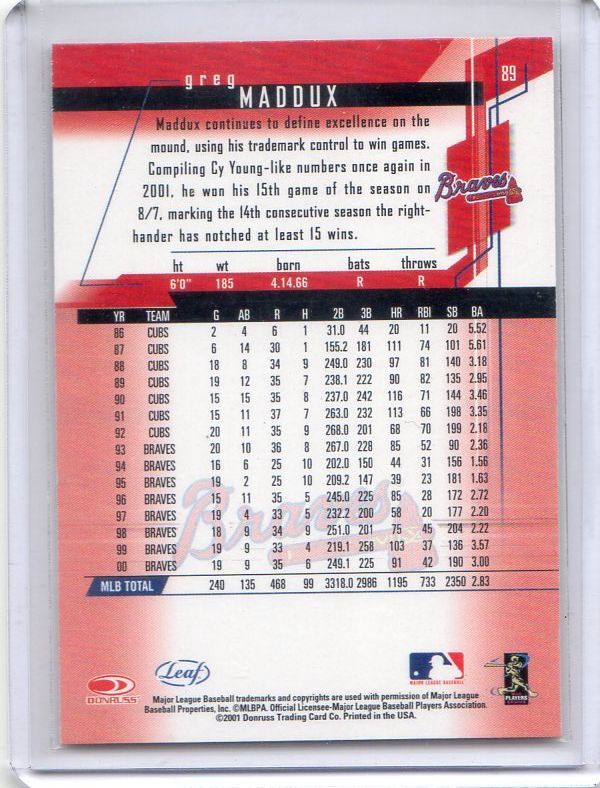 89
greg
MADDUX
Maddux continues to define excellence on the
mound, using his trademark control to win games.
Compiling Cy Young-like numbers once again in
2001, he won his 15th game of the season on
8/7, marking the 14th consecutive season the right-
hander has notched at least 15 wins.
Braves
ht wt born bats throws
6'0" 185 4.14.66 R R
YR TEAM G AB R H 2B 3B HR RBI SB BA
86 CUBS 2 4 6 1 31.0 44 20 11 20 5.52
87 CUBS 6 14 30 1 155.2 181 111 74 101 5.61
88 CUBS 18 8 34 9 249.0 230 97 81 140 3.18
89 CUBS 19 12 35 7 238.1 222 90 82 135 2.95
90 CUBS 15 15 35 8 237.0 242 116 71 144 3.46
91 CUBS 15 11 37 7 263.0 232 113 66 198 3.35
92 CUBS 20 11 35 9 268.0 201 68 70 199 2.18
93 BRAVES 20 10 36 8 267.0 228 85 52 90 2.36
94 BRAVES 16 6 25 10 202.0 150 44 31 156 1.56
95 BRAVES 19 2 25 10 209.2 147 39 23 181 1.63
96 BRAVES 15 11 35 5 245.0 225 85 28 172 2.72
97 BRAVES 19 4 33 5 232.2 200 58 20 177 2.20
98 BRAVES 18 9 34 9 251.0 201 75 45 204 2.22
99 BRAVES 19 9 33 4 219.1 258 103 37 136 3.57
00 BRAVES 19 9 35 6 249.1 225 91 42 190 3.00
MLB TOTAL 240 135 468 99 3318.0 2986 1195 733 2350 2.83
Braves
DONRUSS
Leaf
MAJOR LEAGUE BASEBALL
PLAYERS
CHOICE
Major League Baseball trademarks and copyrights are used with permission of Major League
Baseball Properties, Inc. ©MLBPA. Official Licensee-Major League Baseball Players Association.
©2001 Donruss Trading Card Co. Printed in the USA.